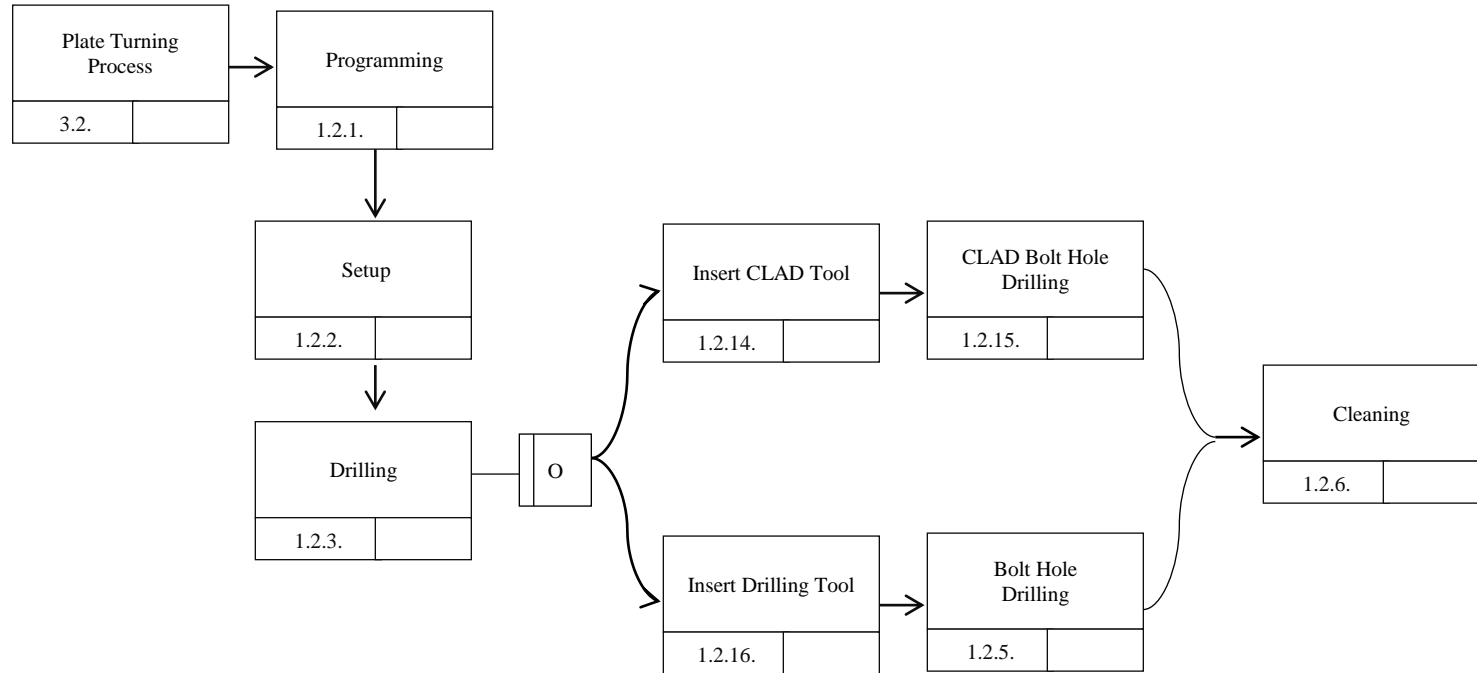 Plate Turning
Process
3.2.
Programming
1.2.1.
Setup
1.2.2.
Drilling
1.2.3.
O
Insert CLAD Tool
1.2.14.
CLAD Bolt Hole
Drilling
1.2.15.
Insert Drilling Tool
1.2.16.
Bolt Hole
Drilling
1.2.5.
Cleaning
1.2.6.